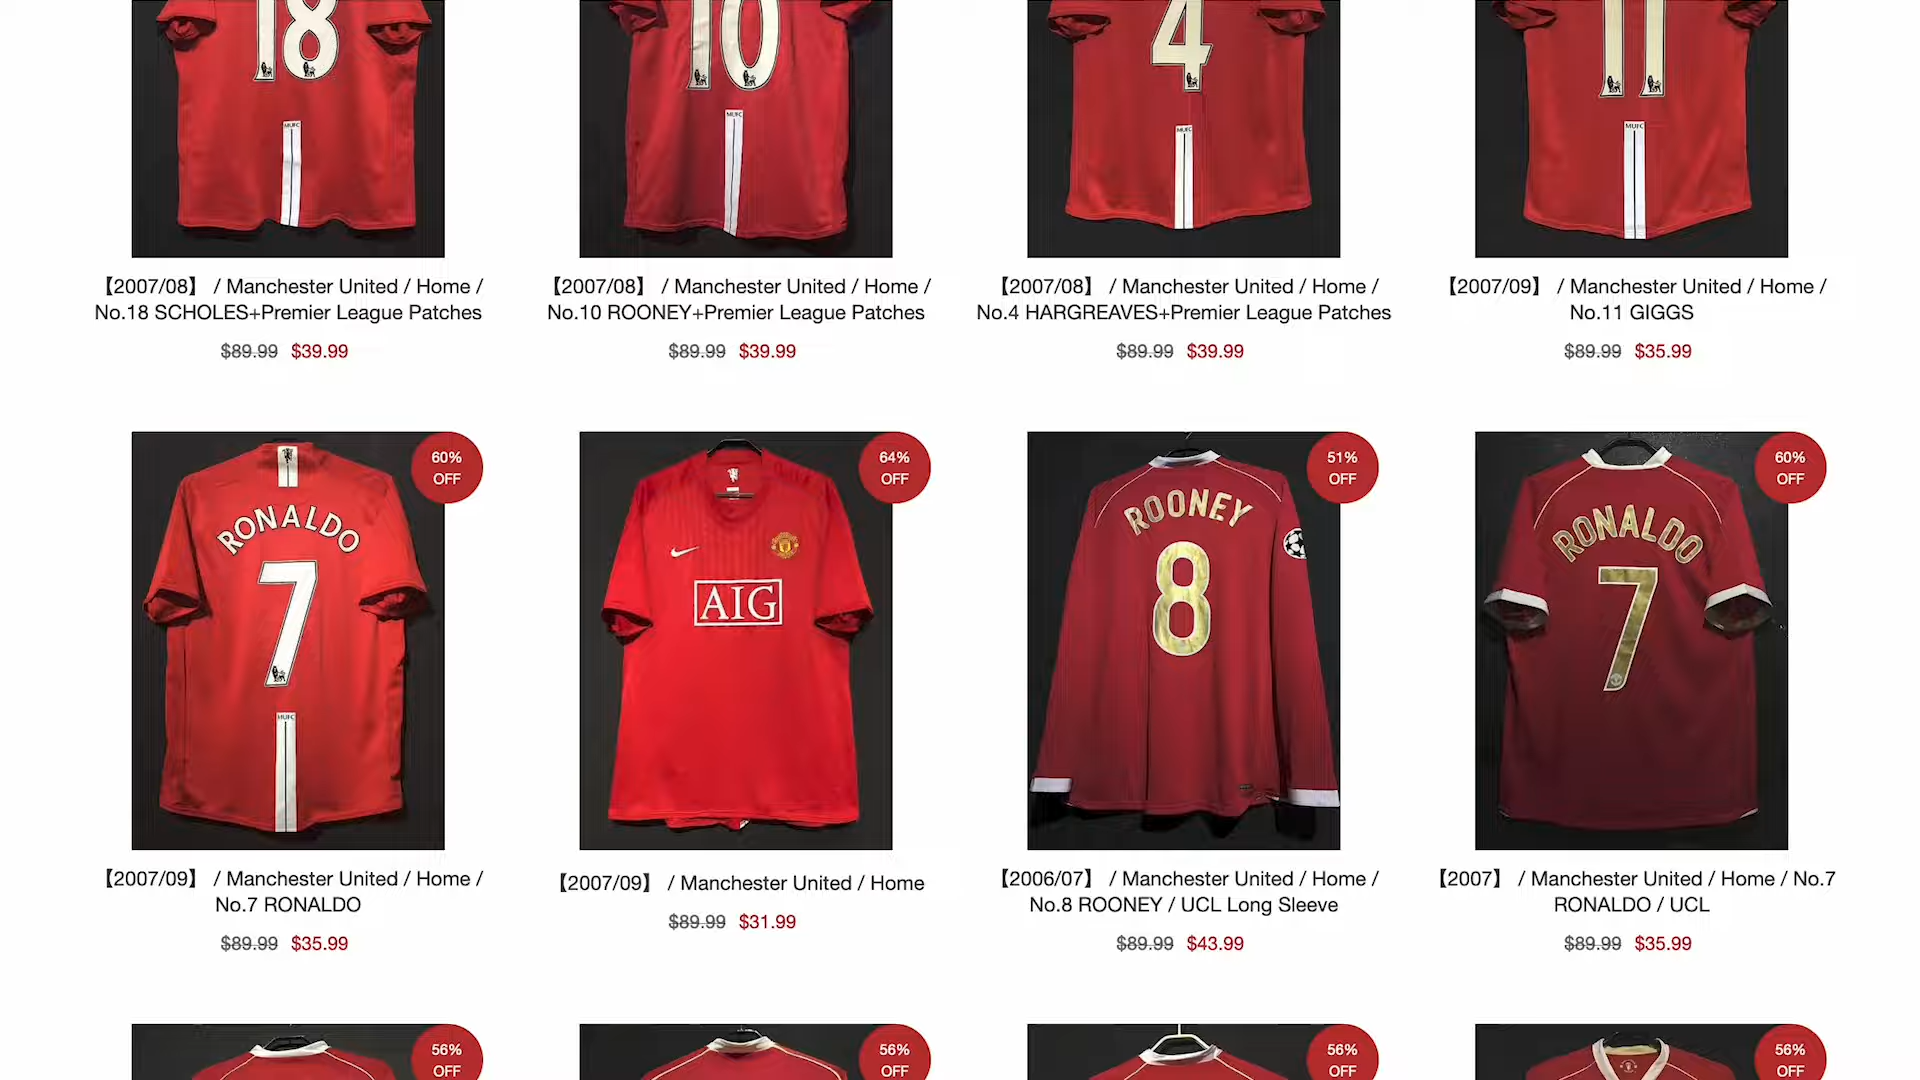 18
10
4
11
MUFC
MUFC
MUFC
MUFC
【2007/08】 / Manchester United / Home /
No.18 SCHOLES+Premier League Patches
$89.99 $39.99
【2007/08】 / Manchester United / Home /
No.10 ROONEY+Premier League Patches
$89.99 $39.99
【2007/08】 / Manchester United / Home /
No.4 HARGREAVES+Premier League Patches
$89.99 $39.99
【2007/09】 / Manchester United / Home /
No.11 GIGGS
$89.99 $35.99
60%
OFF
RONALDO
7
MUFC
【2007/09】 / Manchester United / Home /
No.7 RONALDO
$89.99 $35.99
64%
OFF
AIG
【2007/09】 / Manchester United / Home
$89.99 $31.99
51%
OFF
ROONEY
8
【2006/07】 / Manchester United / Home /
No.8 ROONEY / UCL Long Sleeve
$89.99 $43.99
60%
OFF
RONALDO
7
【2007】 / Manchester United / Home / No.7
RONALDO / UCL
$89.99 $35.99
56%
OFF
56%
OFF
56%
OFF
56%
OFF